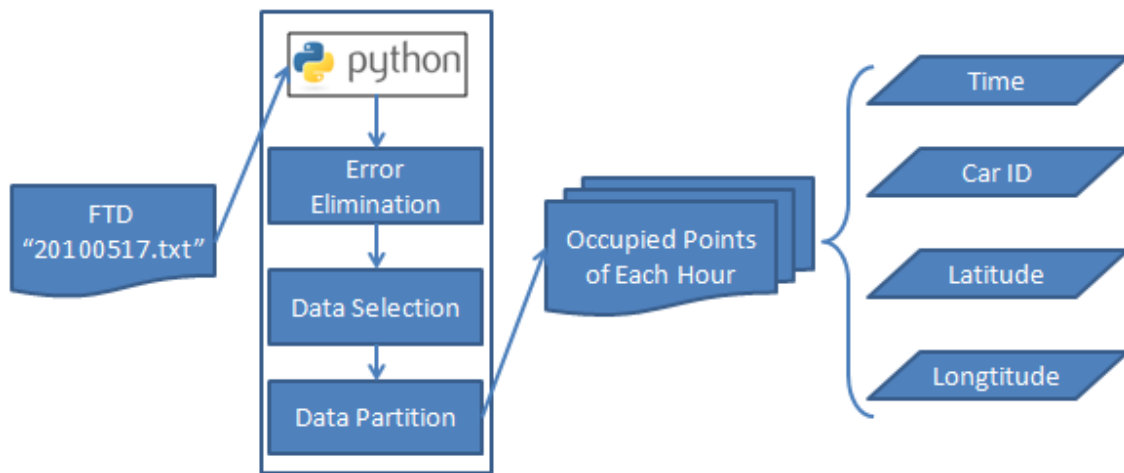 FTD
“20100517.txt”
python
Error
Elimination
Data Selection
Data Partition
Occupied Points
of Each Hour
Time
Car ID
Latitude
Longtitude